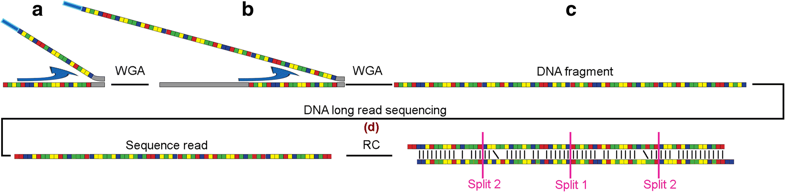 a b c
WGA WGA DNA fragment
DNA long read sequencing
(d)
Sequence read RC
Split 2 Split 1 Split 2